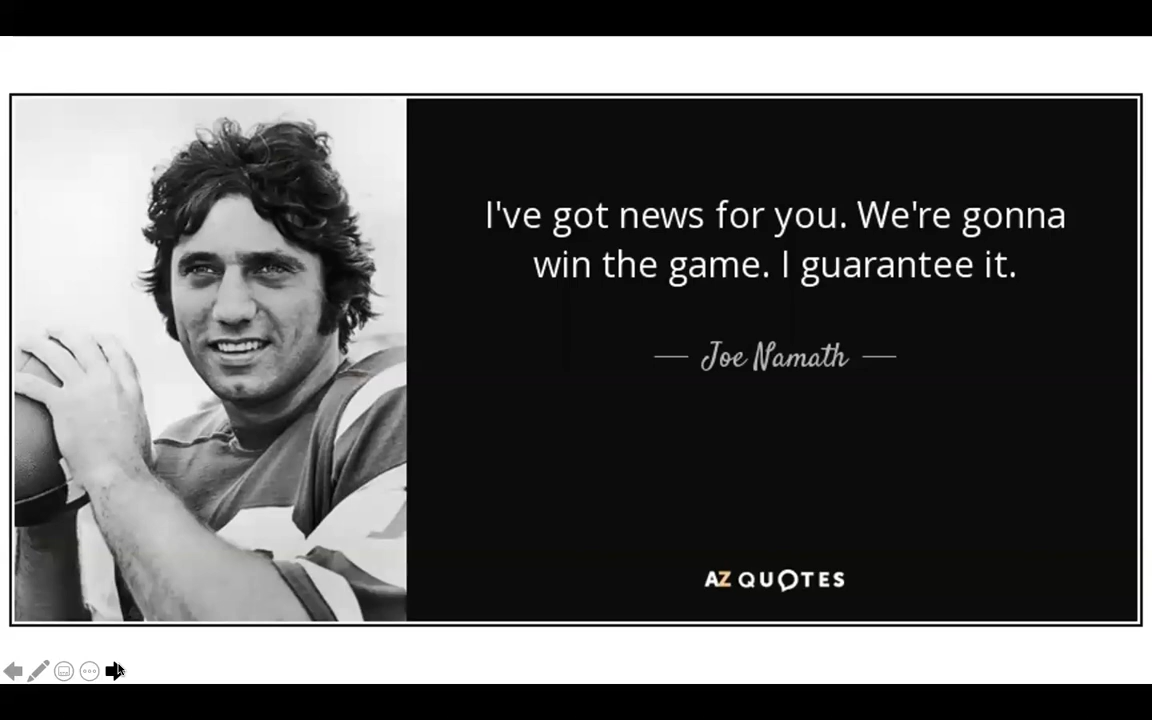 I've got news for you. We're gonna
win the game. I guarantee it.
Joe Namath
AZ QUOTES